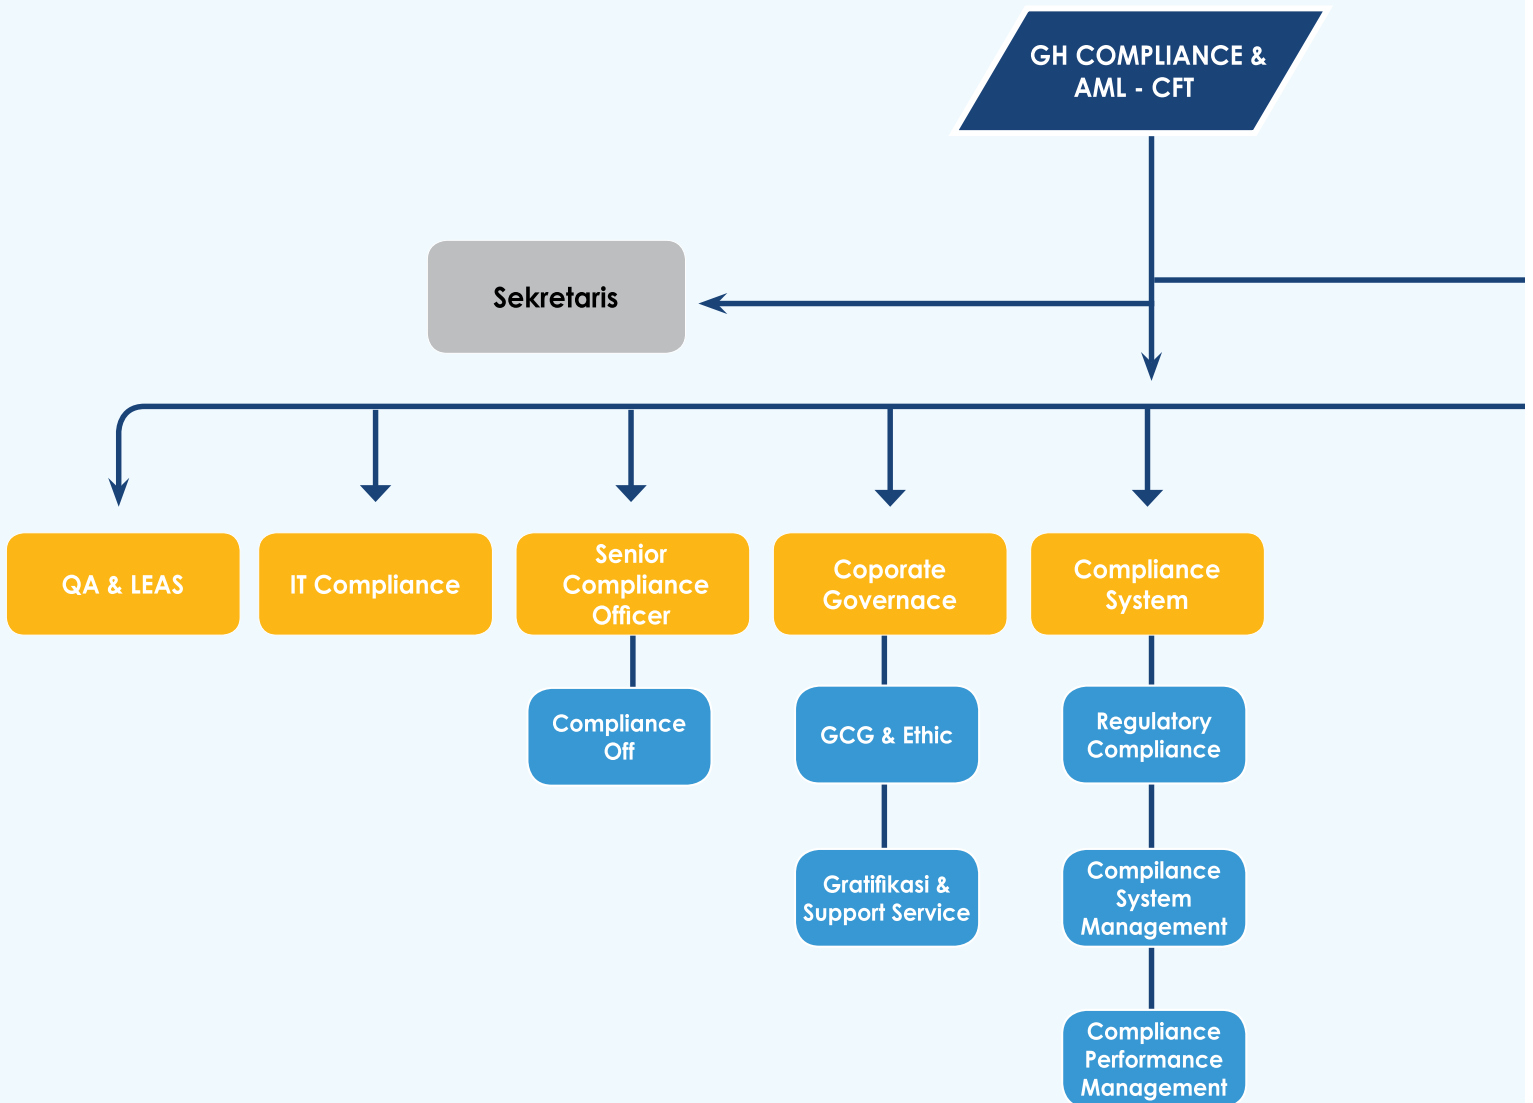 GH COMPLIANCE &
AML - CFT
Sekretaris
QA & LEAS
IT Compliance
Senior
Compliance
Officer
Coporate
Governace
Compliance
System
Compliance
Off
GCG & Ethic
Regulatory
Compliance
Gratifikasi &
Support Service
Compilance
System
Management
Compliance
Performance
Management